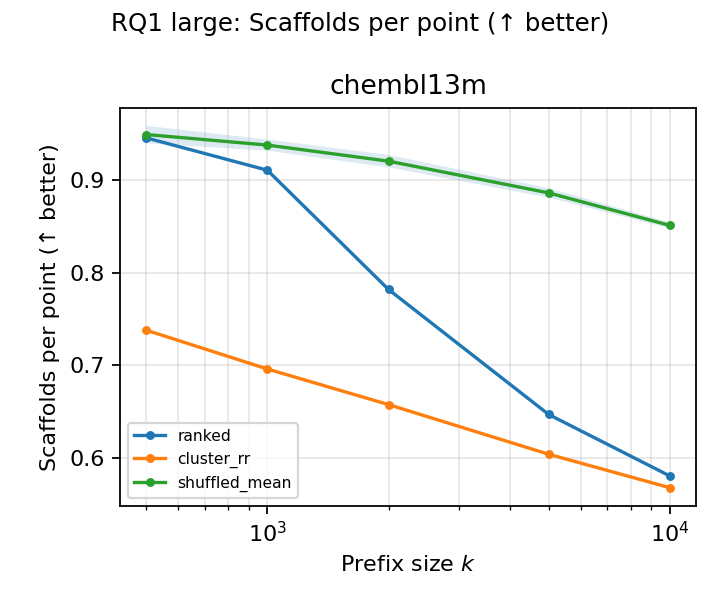 RQ1 large: Scaffolds per point (↑ better)
chembl13m
Scaffolds per point (↑ better)
0.9
0.8
0.7
0.6
ranked
cluster_rr
shuffled_mean
10³ 10⁴
Prefix size k